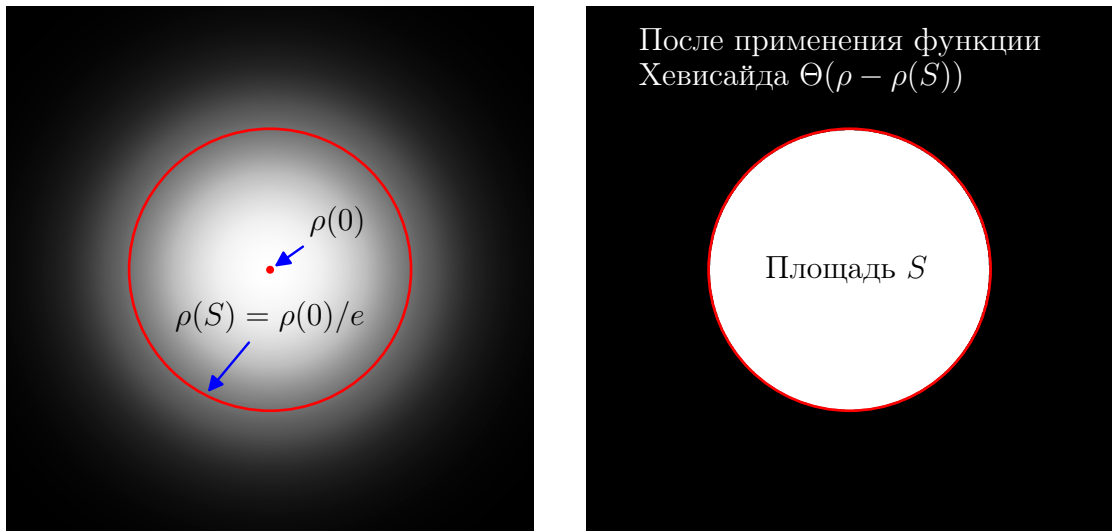 ρ(0)
ρ(S) = ρ(0)/e
После применения функции
Хевисайда Θ(ρ − ρ(S))
Площадь S